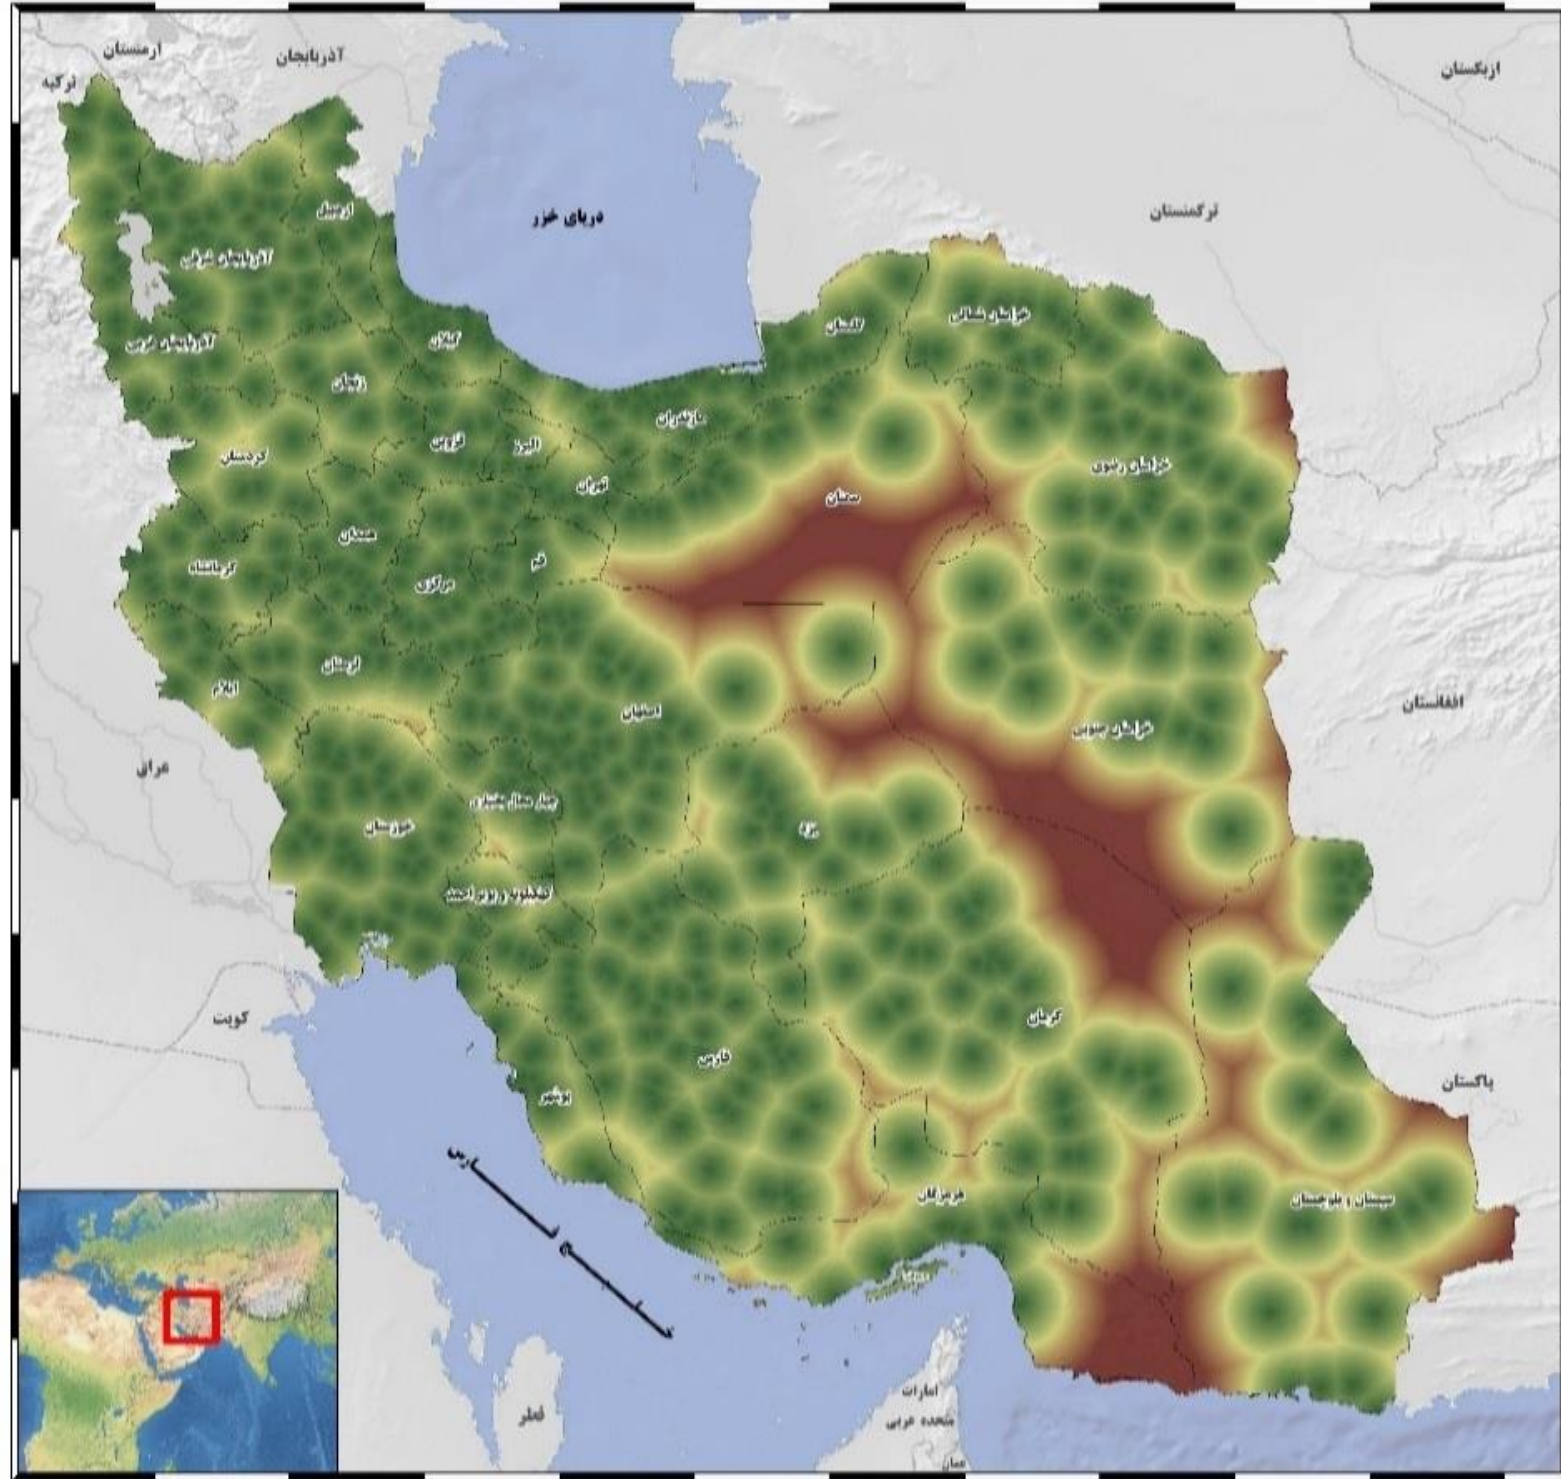 ارمنستان
آذربایجان
ترکیه
ازبکستان
اردبیل
دریای خزر
ترکمنستان
آذربایجان شرقی
آذربایجان غربی
گیلان
گلستان
خراسان شمالی
زنجان
مازندران
کردستان
قزوین
البرز
تهران
خراسان رضوی
سمنان
همدان
کرمانشاه
مرکزی
قم
لرستان
ایلام
اصفهان
خراسان جنوبی
افغانستان
عراق
چهار محال بختیاری
خوزستان
یزد
کهگیلویه و بویر احمد
کویت
کرمان
فارس
بوشهر
پاکستان
هرمزگان
سیستان و بلوچستان
قطر
امارات
متحده عربی
عمان